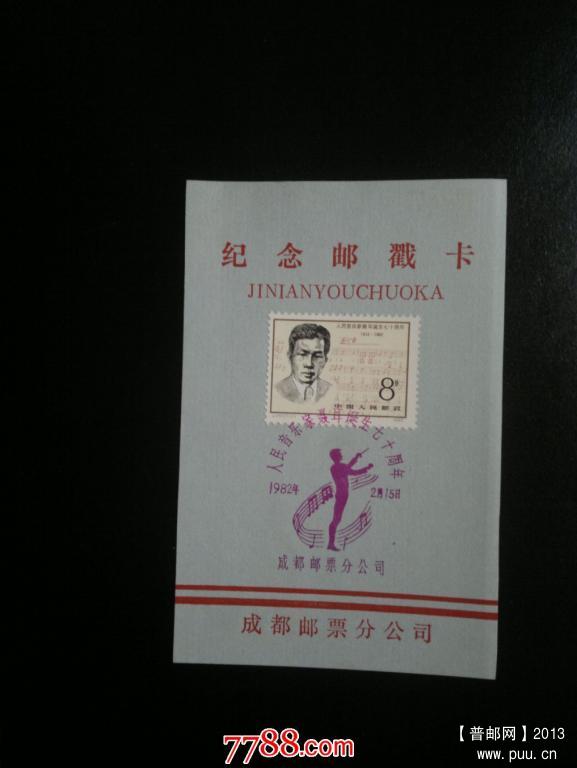 纪念邮戳卡
JINIANYOUCHUOKA
人民音乐家聂耳诞生七十周年
1912-1982
8分
中国人民邮政
人民音乐家聂耳诞生七十周年
1982年
2月15日
成都邮票分公司
成都邮票分公司
7788.com
【普邮网】2013
www.puu.cn